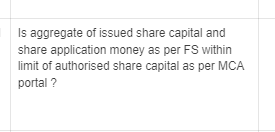 Is aggregate of issued share capital and
share application money as per FS within
limit of authorised share capital as per MCA
portal ?